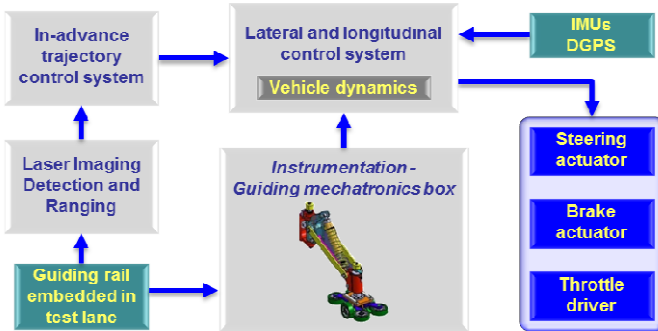 In-advance
trajectory
control system
Lateral and longitudinal
control system
Vehicle dynamics
IMUs
DGPS
Laser Imaging
Detection and
Ranging
Instrumentation -
Guiding mechatronics box
Steering
actuator
Brake
actuator
Throttle
driver
Guiding rail
embedded in
test lane